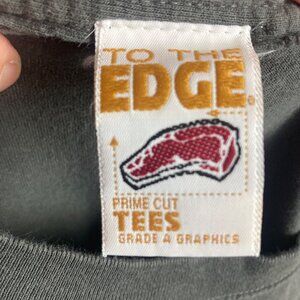 TO THE
EDGE®
PRIME CUT
TEES
GRADE A GRAPHICS